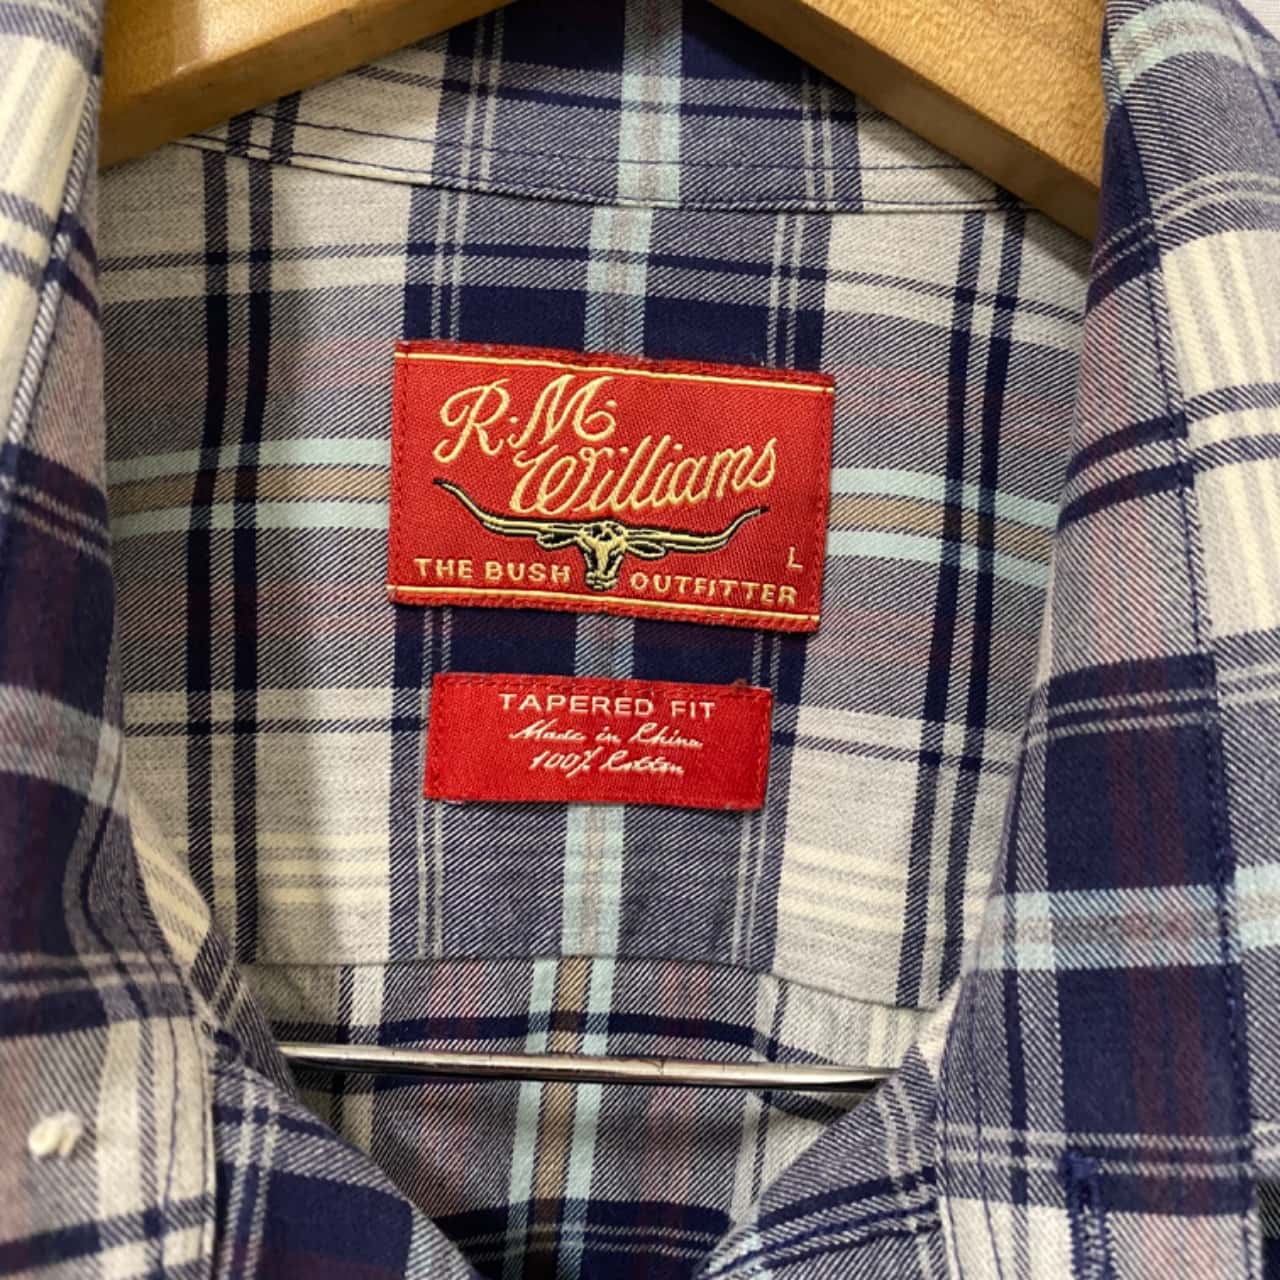 R.M.
Williams
L
THE BUSH OUTFITTER
TAPERED FIT
Made in China
100% Cotton